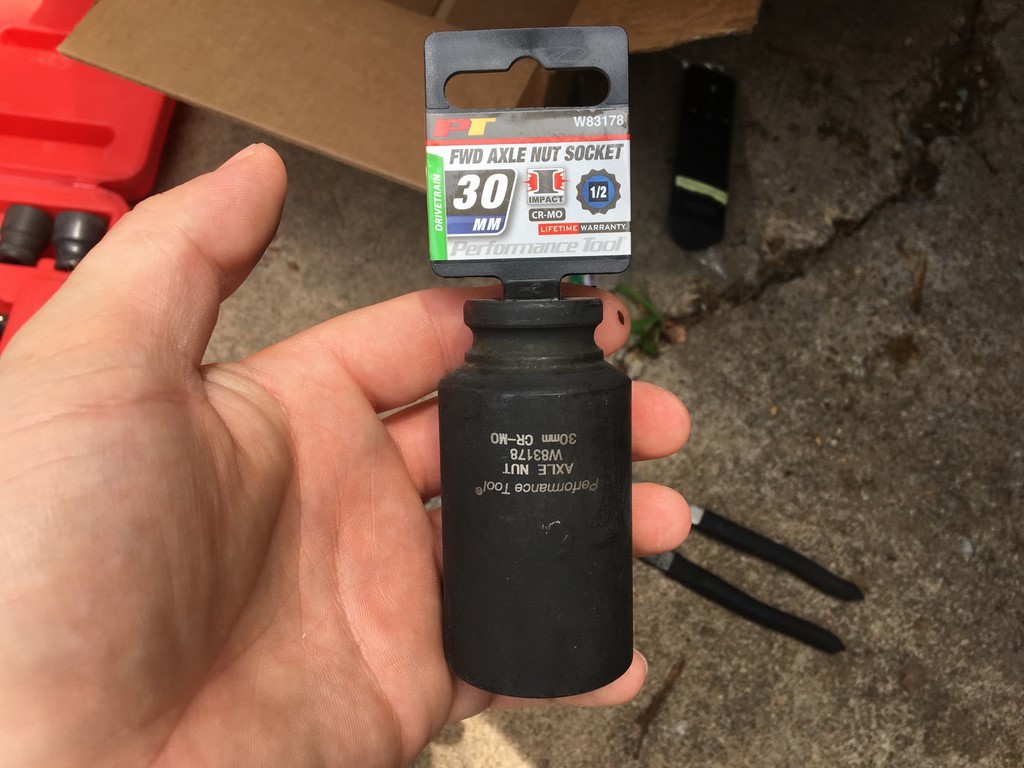 PT W83178
FWD AXLE NUT SOCKET
DRIVETRAIN
30
MM
IMPACT
CR-MO
1/2
LIFETIME WARRANTY
Performance Tool
Performance Tool®
AXLE NUT
W83178
30mm CR-MO